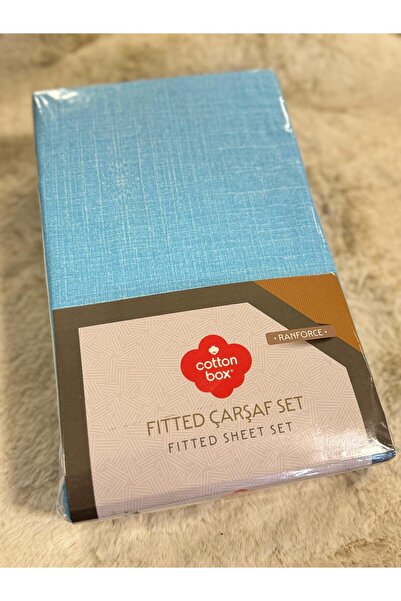 RANFORCE
cotton
box
FITTED ÇARŞAF SET
FITTED SHEET SET